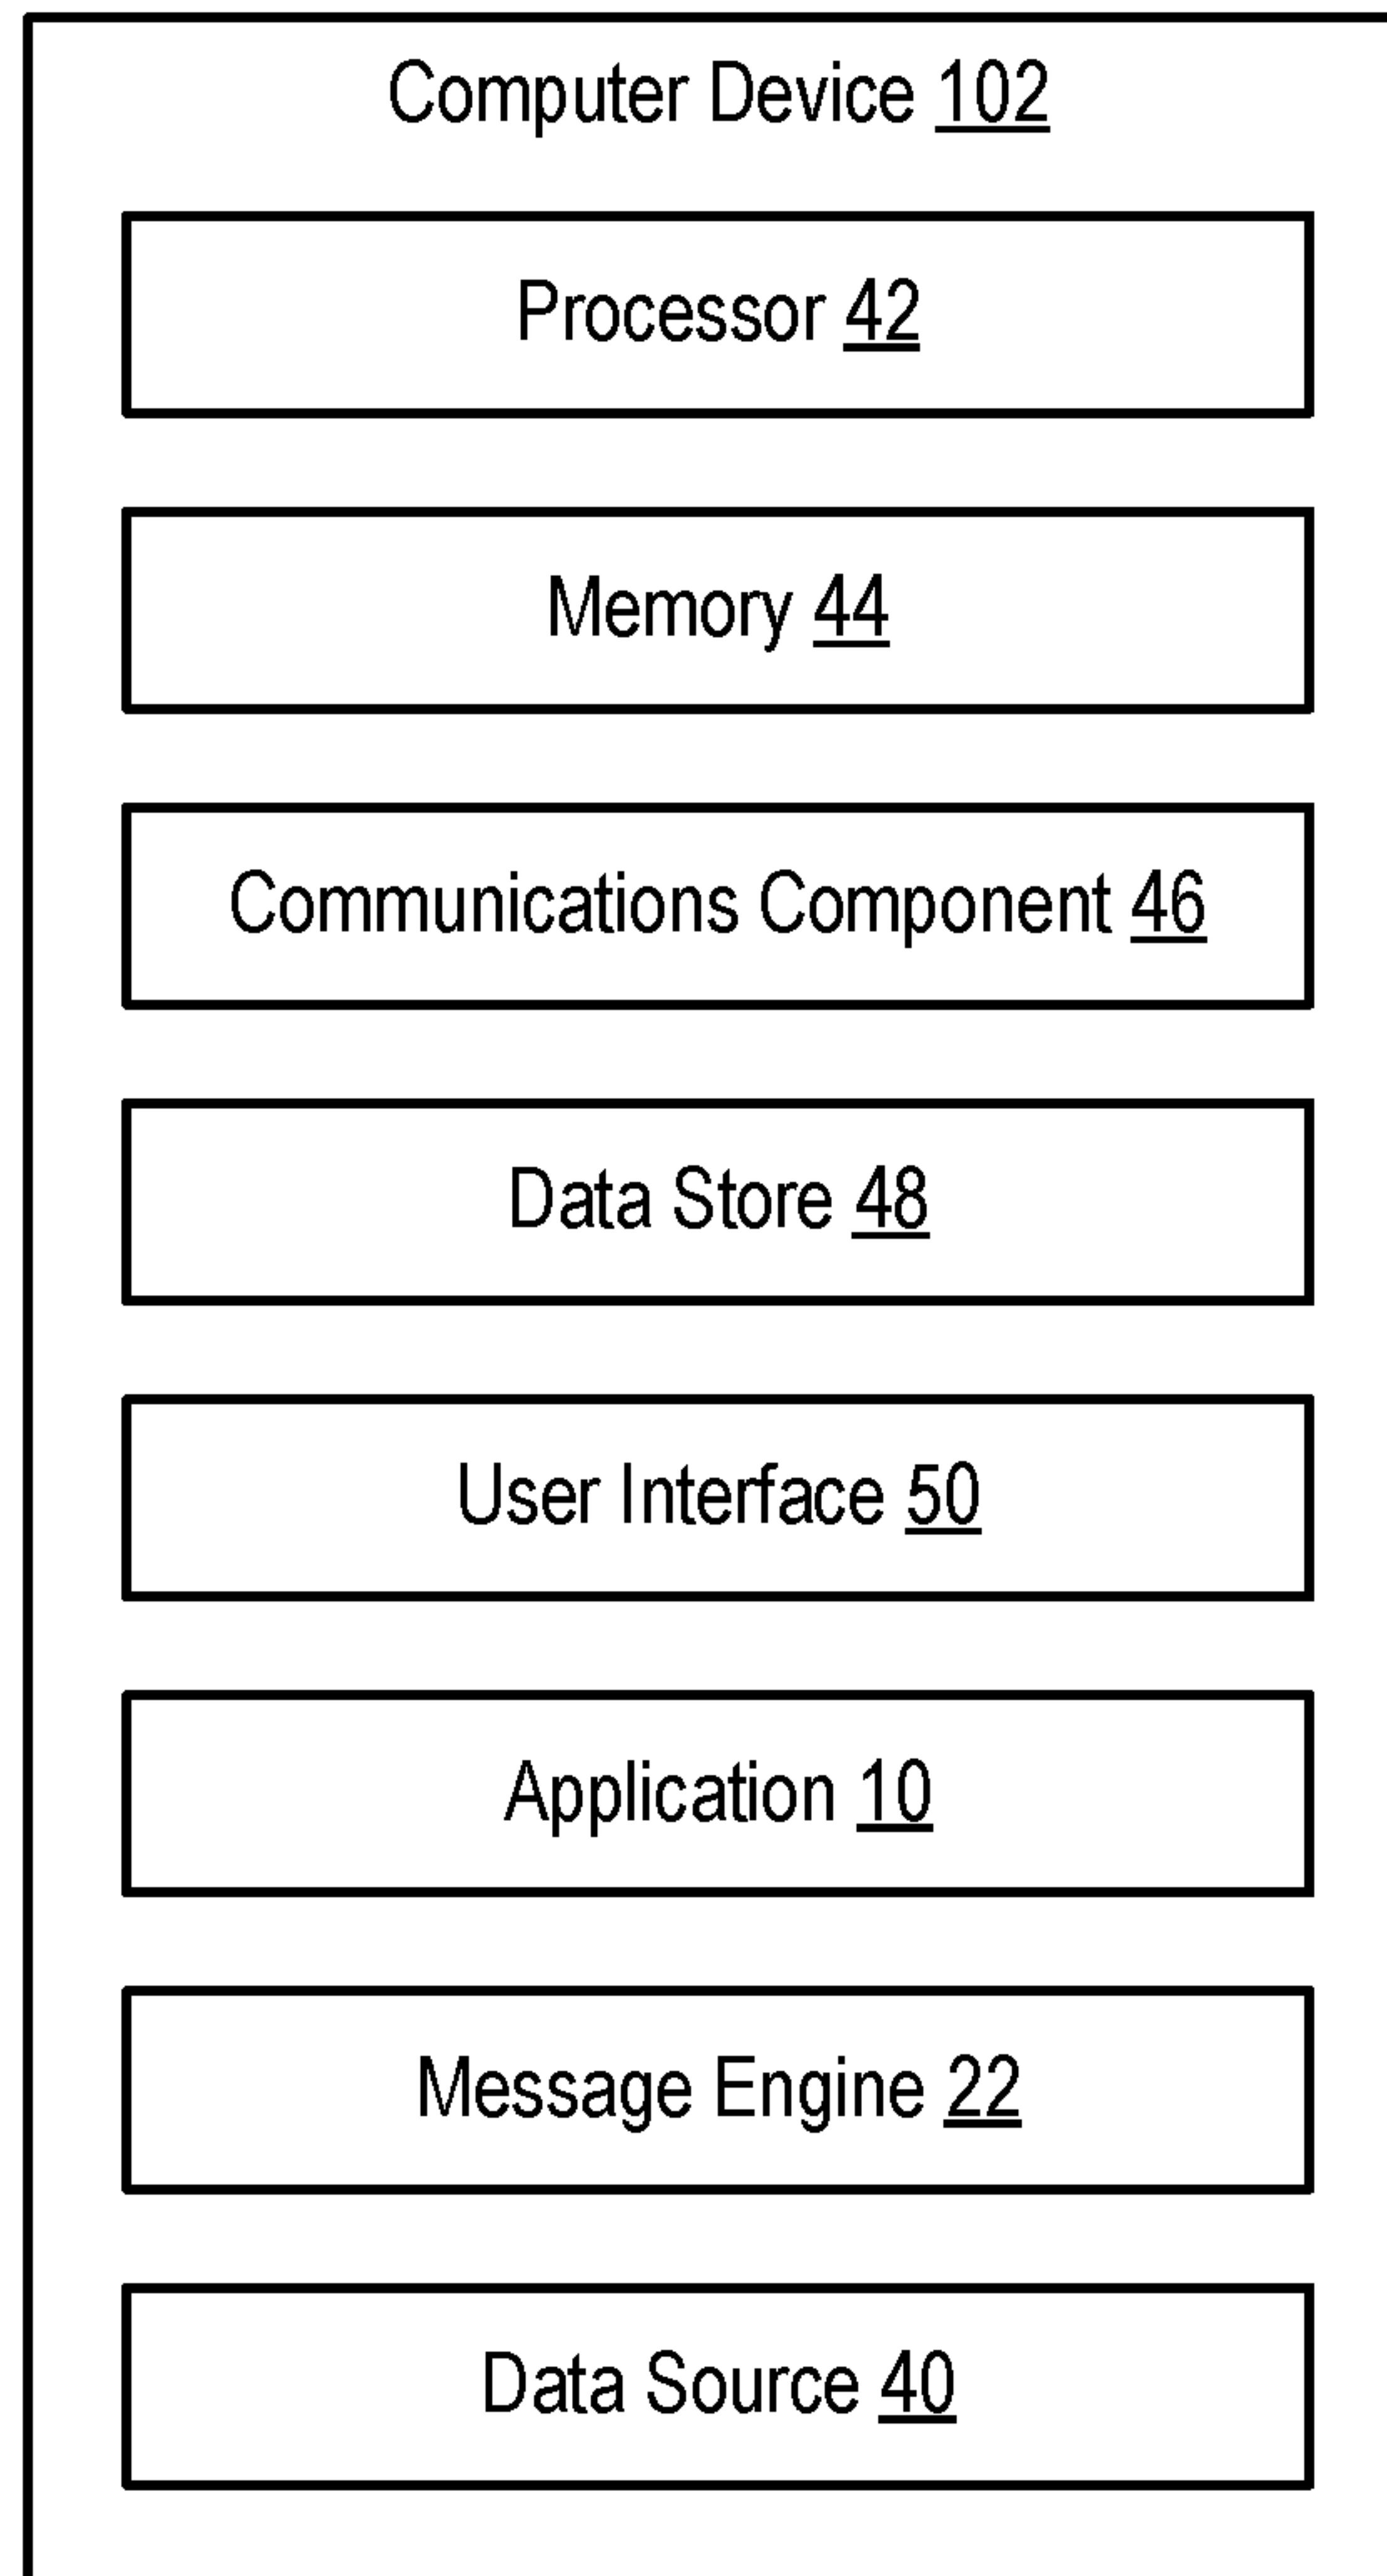 Computer Device 102
Processor 42
Memory 44
Communications Component 46
Data Store 48
User Interface 50
Application 10
Message Engine 22
Data Source 40